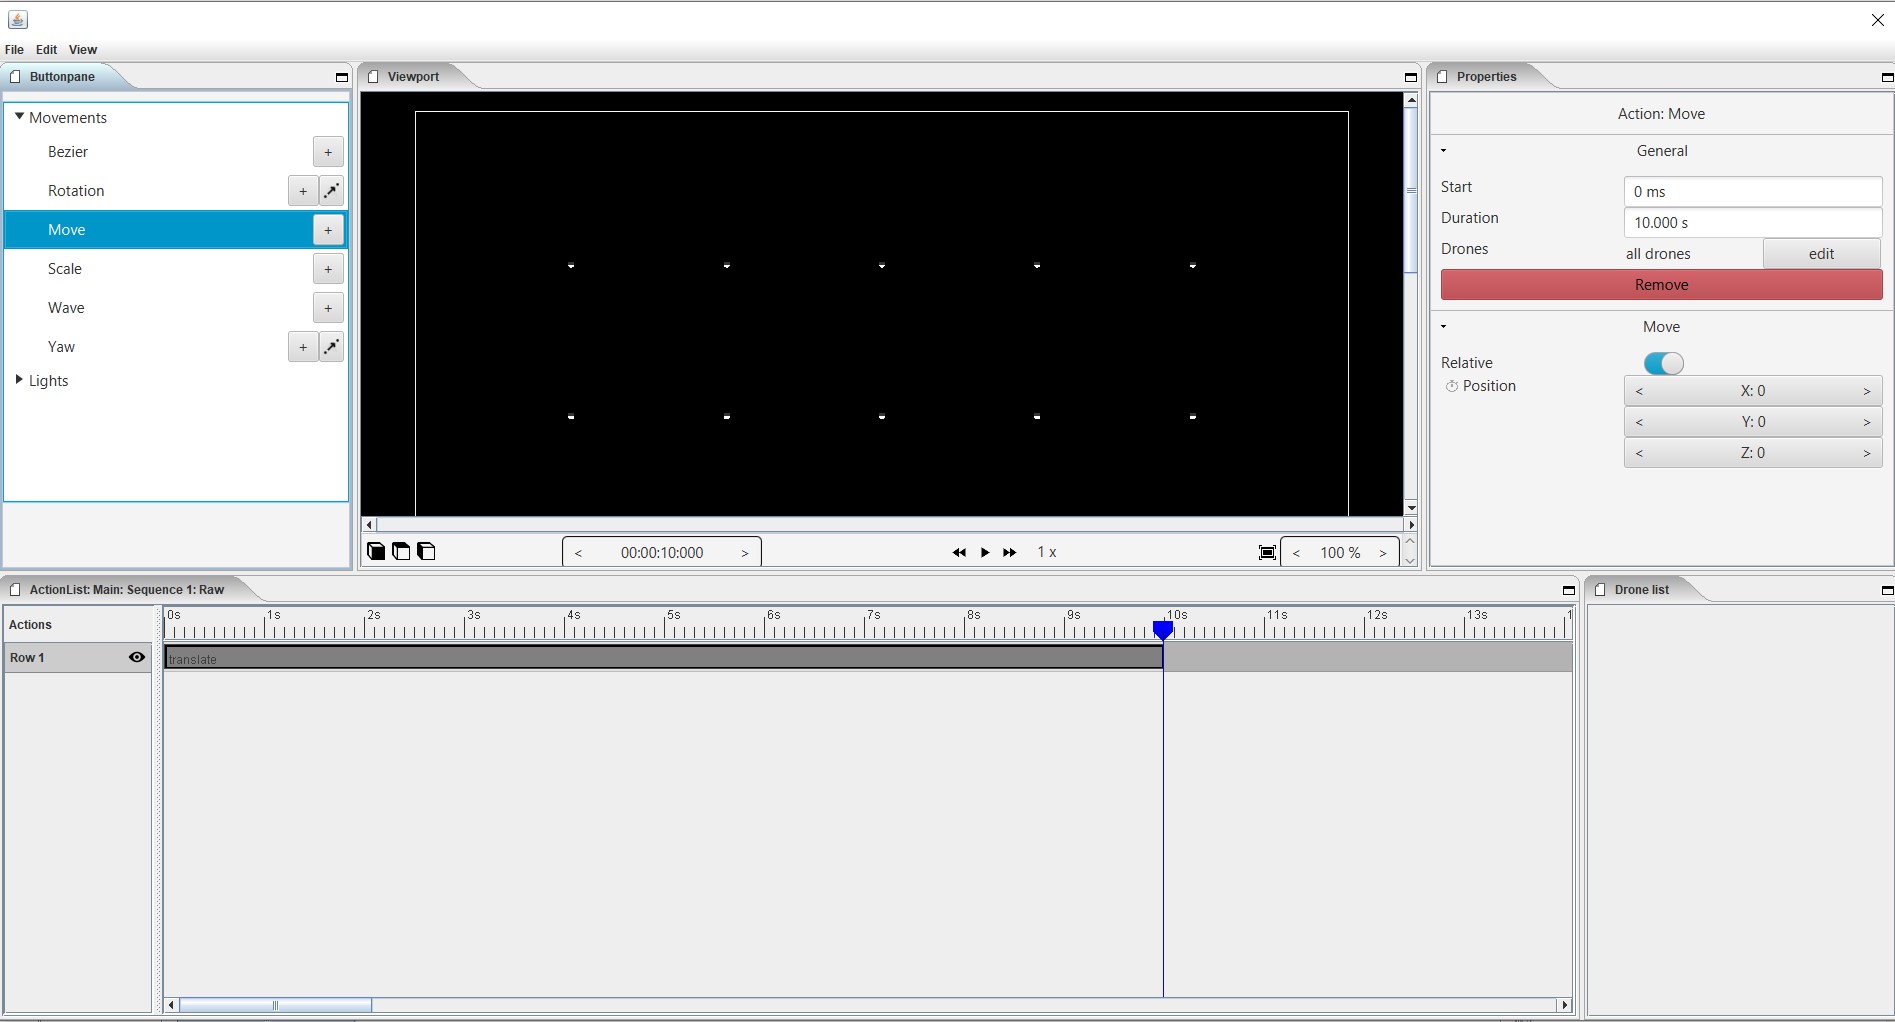 File Edit View
Buttonpane
Movements
Bezier
+
Rotation
+
Move
+
Scale
+
Wave
+
Yaw
+
Lights
Viewport
< 00:00:10:000 >
1 x
< 100 % >
Properties
Action: Move
General
Start
0 ms
Duration
10.000 s
Drones
all drones
edit
Remove
Move
Relative
Position
< X: 0 >
< Y: 0 >
< Z: 0 >
ActionList: Main: Sequence 1: Raw
Actions
0s 1s 2s 3s 4s 5s 6s 7s 8s 9s 10s 11s 12s 13s 1
Row 1
translate
Drone list